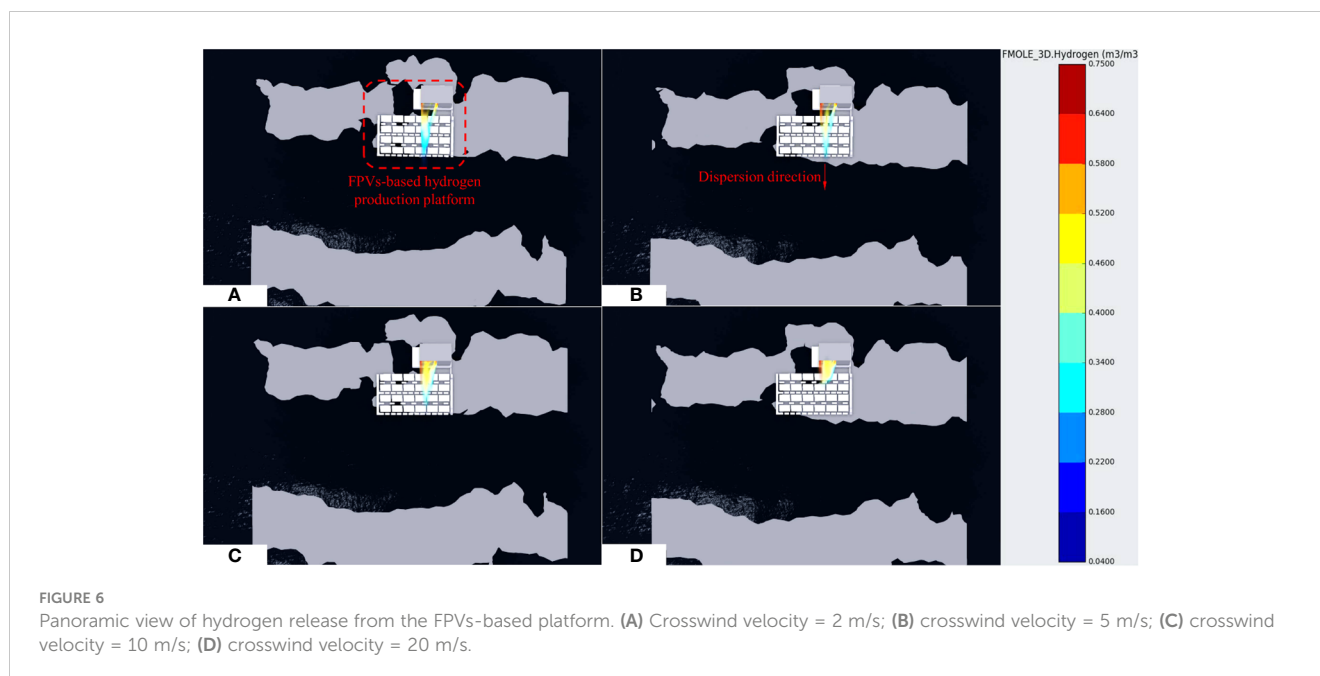 FMOLE_3D.Hydrogen (m3/m3
0.7500
0.6400
0.5800
0.5200
0.4600
0.4000
0.3400
0.2800
0.2200
0.1600
0.0400
FPVs-based hydrogen
production platform
A
Dispersion direction
B
C
D
FIGURE 6
Panoramic view of hydrogen release from the FPVs-based platform. (A) Crosswind velocity = 2 m/s; (B) crosswind velocity = 5 m/s; (C) crosswind
velocity = 10 m/s; (D) crosswind velocity = 20 m/s.